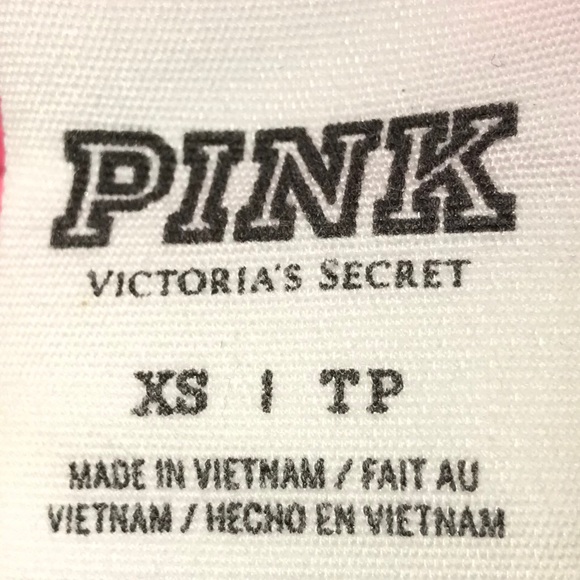 PINK
VICTORIA'S SECRET
XS | TP
MADE IN VIETNAM / FAIT AU
VIETNAM / HECHO EN VIETNAM